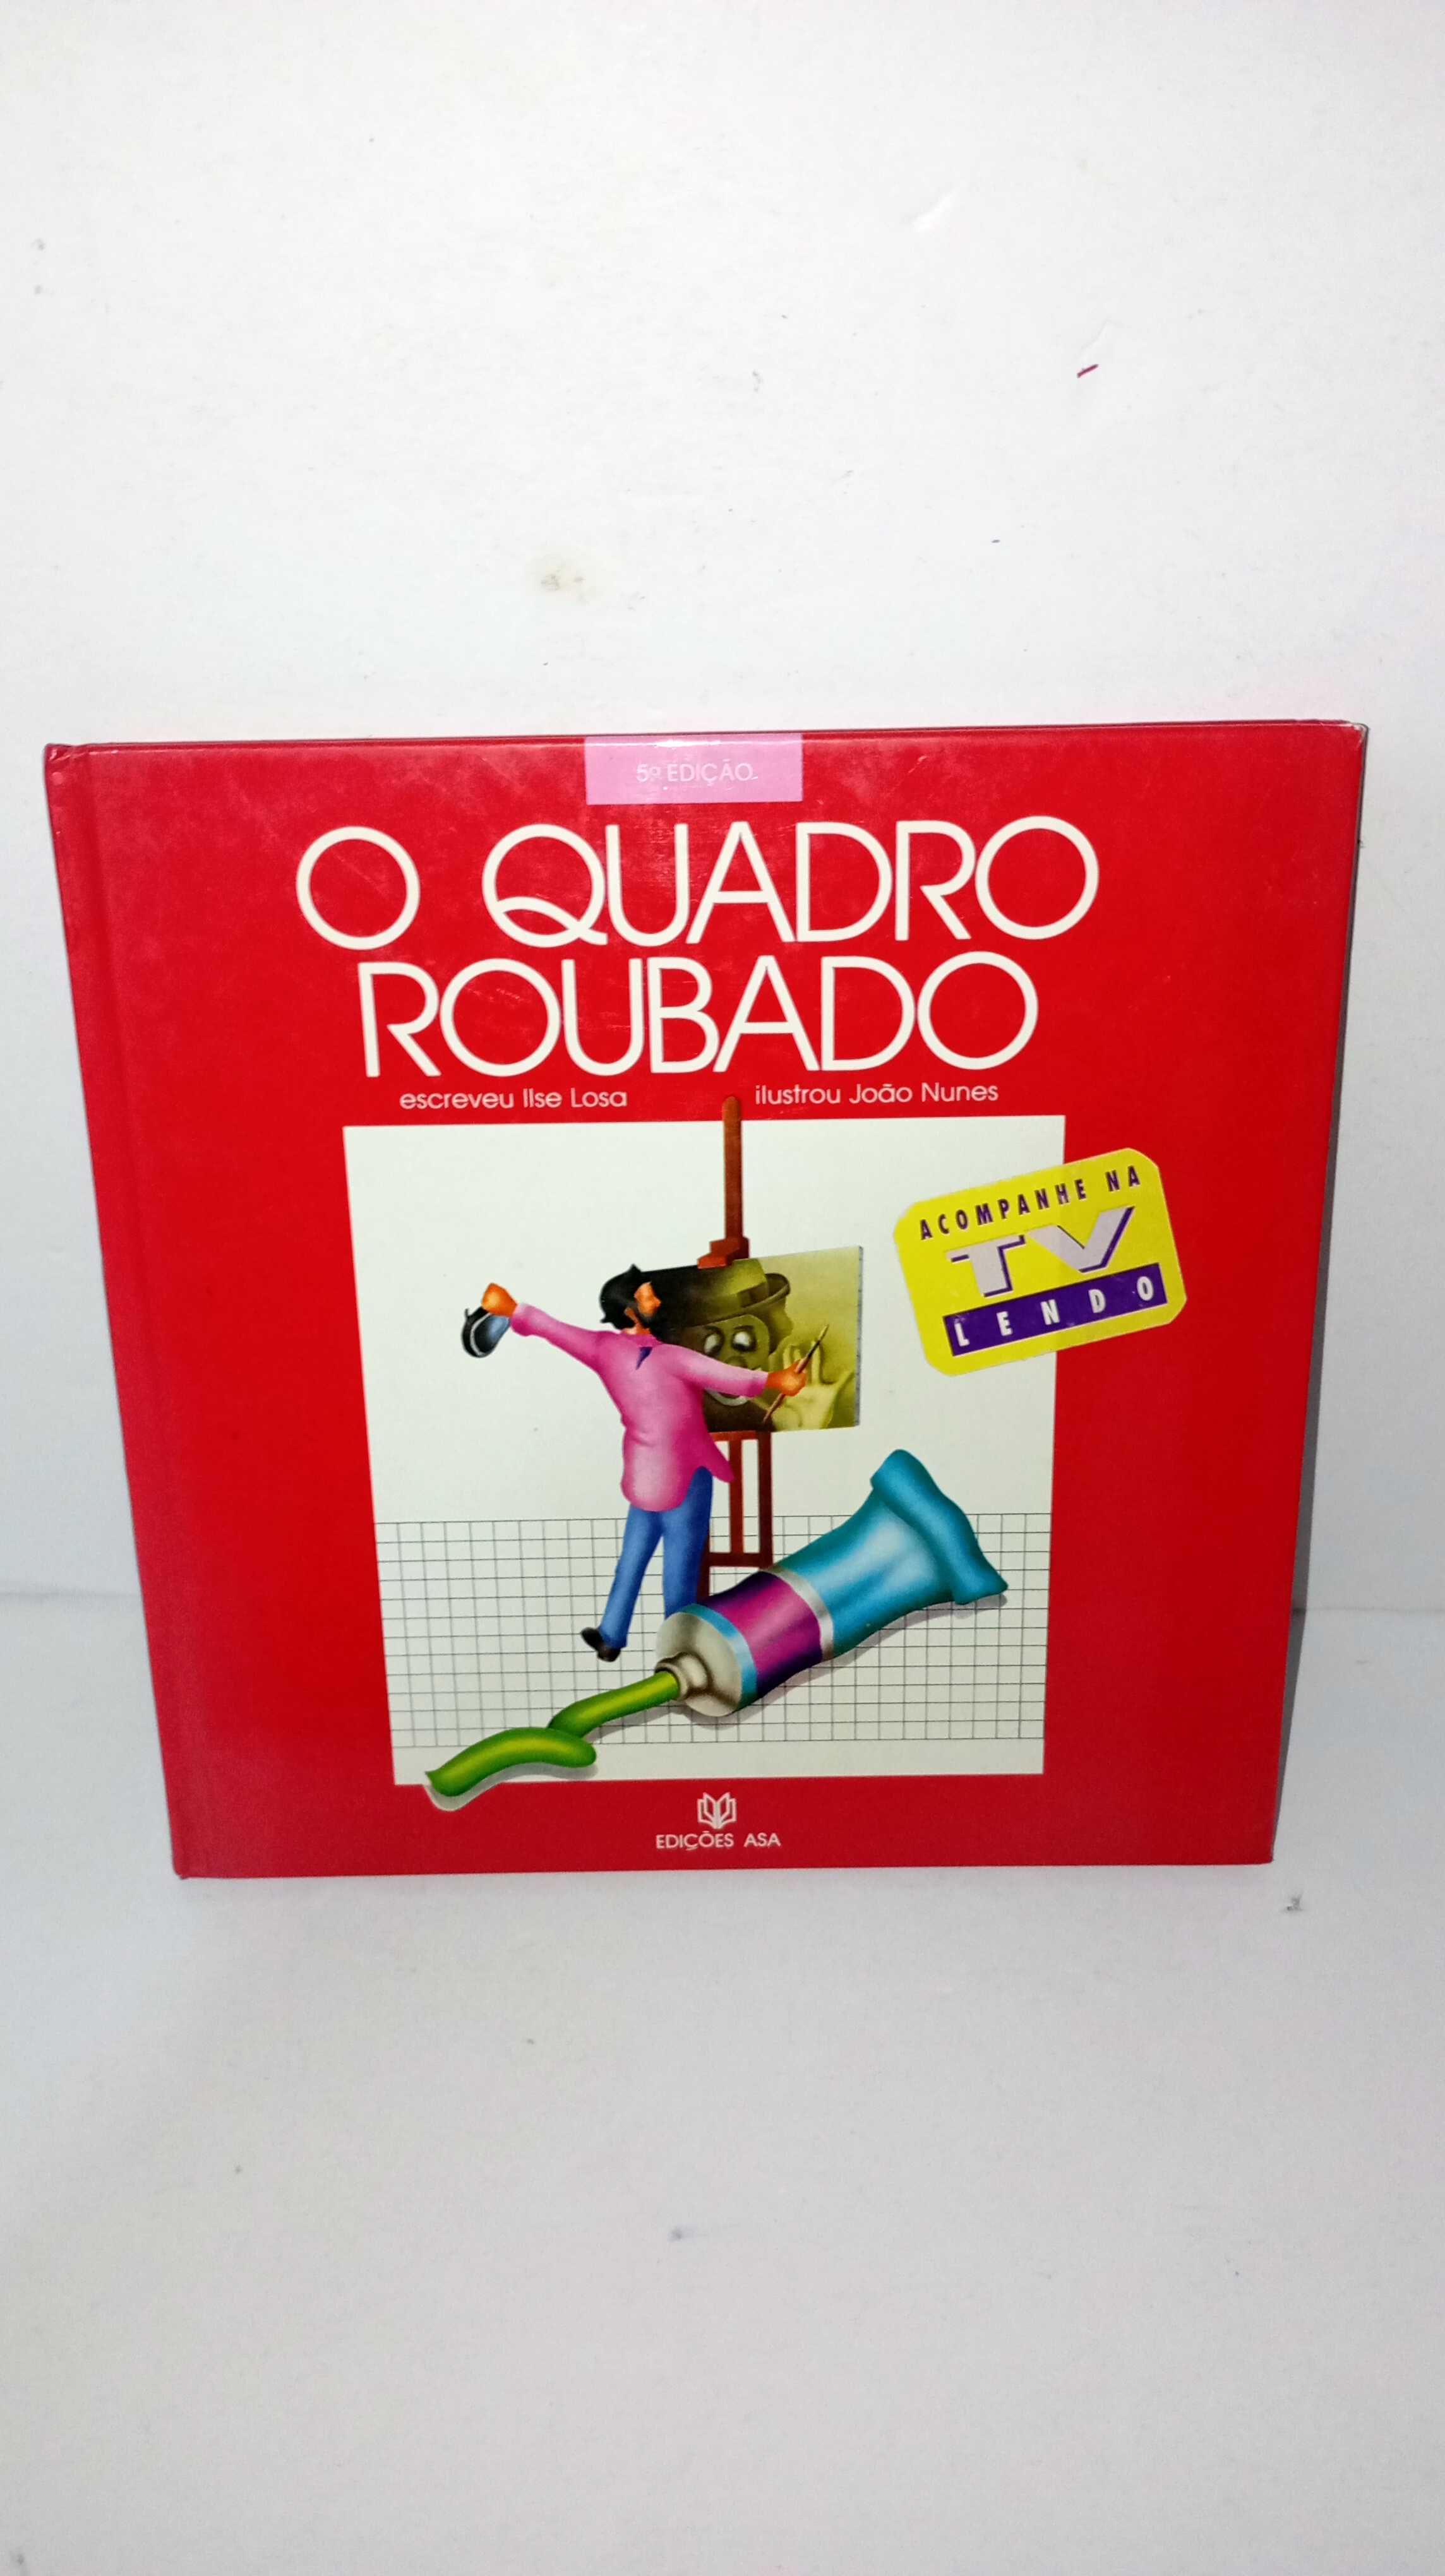 5ª EDIÇÃO
O QUADRO
ROUBADO
escreveu Ilse Losa
ilustrou João Nunes
ACOMPANHE NA
TV
LENDO
EDIÇÕES ASA